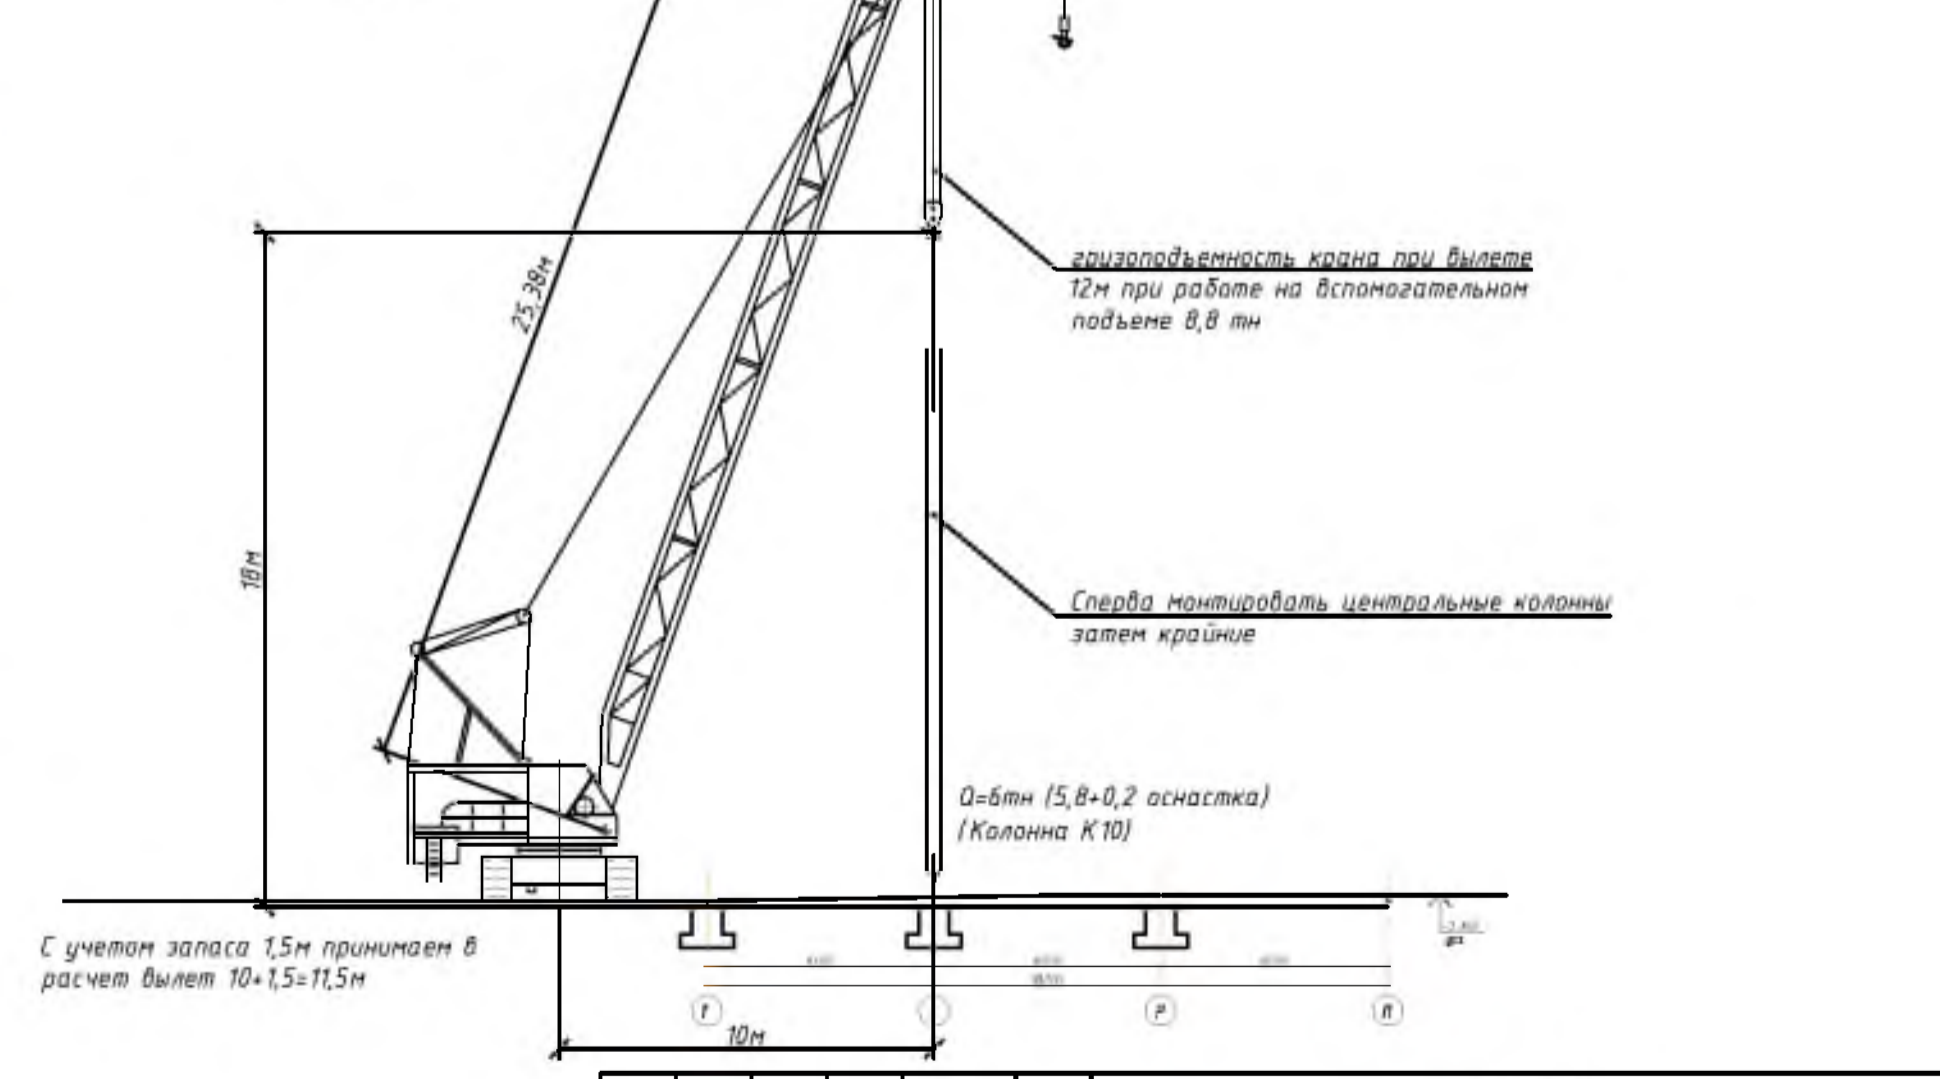 25,38м
грузоподъемность крана при вылете
12м при работе на вспомогательном
подъеме 8,8 тн
18м
Сперва монтировать центральные колонны
затем крайние
Q=6тн (5,8+0,2 оснастка)
(Колонна К10)
С учетом запаса 1,5м принимаем в
расчет вылет 10+1,5=11,5м
10м